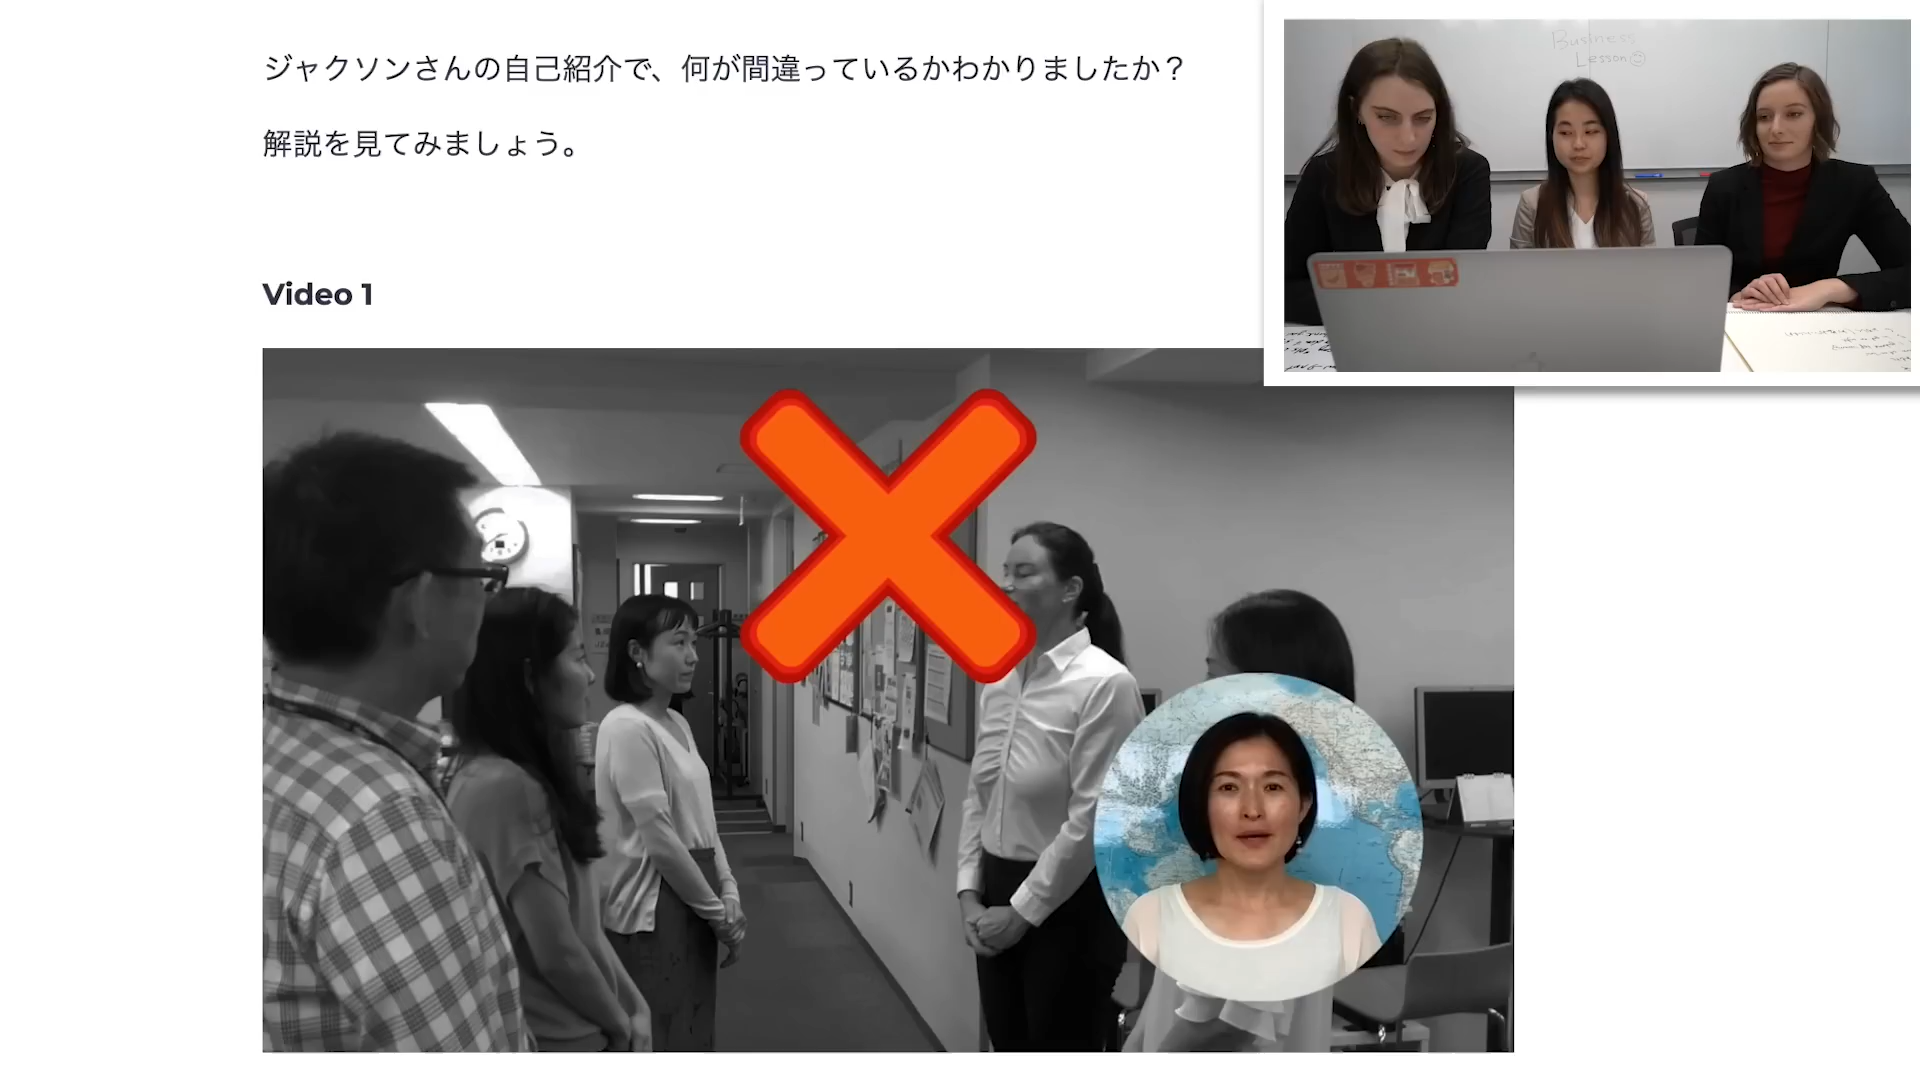 ジャクソンさんの自己紹介で、何が間違っているかわかりましたか？
解説を見てみましょう。
Business
Lesson☺
Video 1